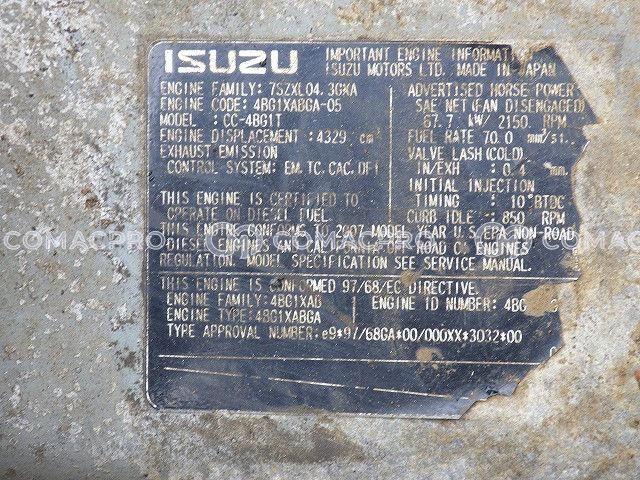 ISUZU IMPORTANT ENGINE INFORMATION
ISUZU MOTORS LTD. MADE IN JAPAN
ENGINE FAMILY: 7SZXL04.3GXA
ENGINE CODE: 4BG1XABGA-05
MODEL : CC-4BG1T
ENGINE DISPLACEMENT: 4329 cm³
EXHAUST EMISSION
CONTROL SYSTEM: EM, TC, CAC, DFI
ADVERTISED HORSE POWER
SAE NET (FAN DISENGAGED)
67.7 kW/ 2150 RPM
FUEL RATE 70.0 mm³/st.
VALVE LASH (COLD)
IN/EXH : 0.4 mm.
INITIAL INJECTION
TIMING : 10° BTDC
CURB IDLE : 850 RPM
THIS ENGINE IS CERTIFIED TO
OPERATE ON DIESEL FUEL.
THIS ENGINE CONFORMS TO 2007 MODEL YEAR U.S. EPA NON-ROAD
DIESEL ENGINES AND CALIFORNIA OFF-ROAD CI ENGINES
REGULATION. MODEL SPECIFICATION SEE SERVICE MANUAL.
THIS ENGINE IS CONFORMED 97/68/EC DIRECTIVE.
ENGINE FAMILY: 4BG1XAB ENGINE ID NUMBER: 4BG
ENGINE TYPE: 4BG1XABGA
TYPE APPROVAL NUMBER: e9*97/68GA*00/000XX*3032*00
COMACPRO
COMACPRO
COMACPRO